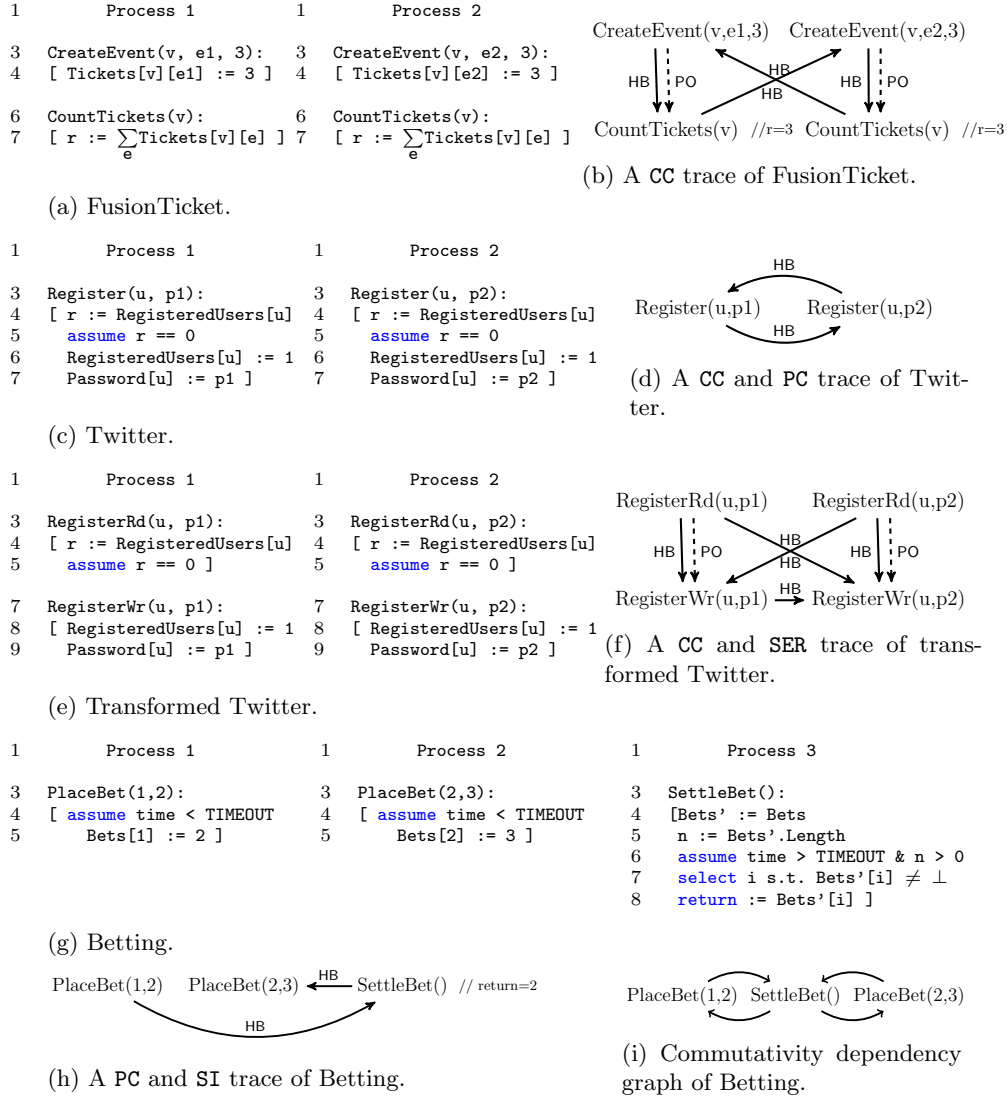 1 Process 1 1 Process 2
3 CreateEvent(v, e1, 3): 3 CreateEvent(v, e2, 3):
4 [ Tickets[v][e1] := 3 ] 4 [ Tickets[v][e2] := 3 ]
6 CountTickets(v): 6 CountTickets(v):
7 [ r := ∑ Tickets[v][e] ] 7 [ r := ∑ Tickets[v][e] ]
e e
(a) FusionTicket.
CreateEvent(v,e1,3) CreateEvent(v,e2,3)
HB PO HB HB HB PO
CountTickets(v) //r=3 CountTickets(v) //r=3
(b) A CC trace of FusionTicket.
1 Process 1 1 Process 2
3 Register(u, p1): 3 Register(u, p2):
4 [ r := RegisteredUsers[u] 4 [ r := RegisteredUsers[u]
5 assume r == 0 5 assume r == 0
6 RegisteredUsers[u] := 1 6 RegisteredUsers[u] := 1
7 Password[u] := p1 ] 7 Password[u] := p2 ]
(c) Twitter.
HB
Register(u,p1) Register(u,p2)
HB
(d) A CC and PC trace of Twit-
ter.
1 Process 1 1 Process 2
3 RegisterRd(u, p1): 3 RegisterRd(u, p2):
4 [ r := RegisteredUsers[u] 4 [ r := RegisteredUsers[u]
5 assume r == 0 ] 5 assume r == 0 ]
7 RegisterWr(u, p1): 7 RegisterWr(u, p2):
8 [ RegisteredUsers[u] := 1 8 [ RegisteredUsers[u] := 1
9 Password[u] := p1 ] 9 Password[u] := p2 ]
(e) Transformed Twitter.
RegisterRd(u,p1) RegisterRd(u,p2)
HB PO HB HB HB PO
RegisterWr(u,p1) HB RegisterWr(u,p2)
(f) A CC and SER trace of trans-
formed Twitter.
1 Process 1 1 Process 2 1 Process 3
3 PlaceBet(1,2): 3 PlaceBet(2,3): 3 SettleBet():
4 [ assume time < TIMEOUT 4 [ assume time < TIMEOUT 4 [Bets' := Bets
5 Bets[1] := 2 ] 5 Bets[2] := 3 ] 5 n := Bets'.Length
6 assume time > TIMEOUT & n > 0
7 select i s.t. Bets'[i] ≠ ⊥
8 return := Bets'[i] ]
(g) Betting.
PlaceBet(1,2) PlaceBet(2,3) HB SettleBet() // return=2
HB
(h) A PC and SI trace of Betting.
PlaceBet(1,2) SettleBet() PlaceBet(2,3)
(i) Commutativity dependency
graph of Betting.